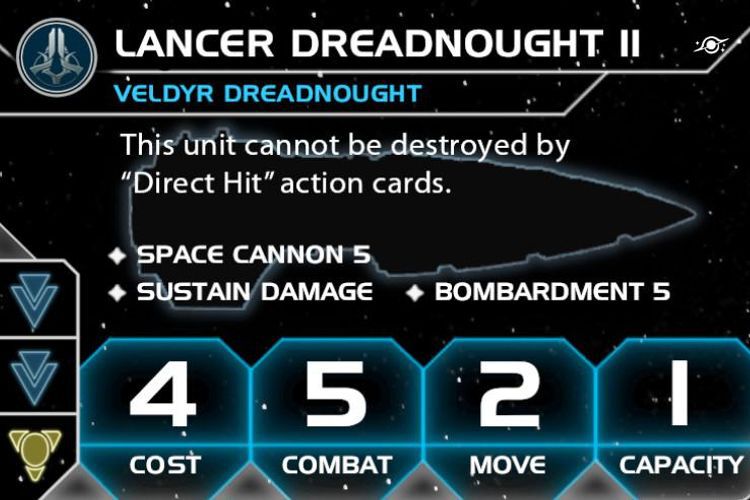 LANCER DREADNOUGHT II
VELDYR DREADNOUGHT
This unit cannot be destroyed by
“Direct Hit” action cards.
SPACE CANNON 5
SUSTAIN DAMAGE BOMBARDMENT 5
4 5 2 1
COST COMBAT MOVE CAPACITY